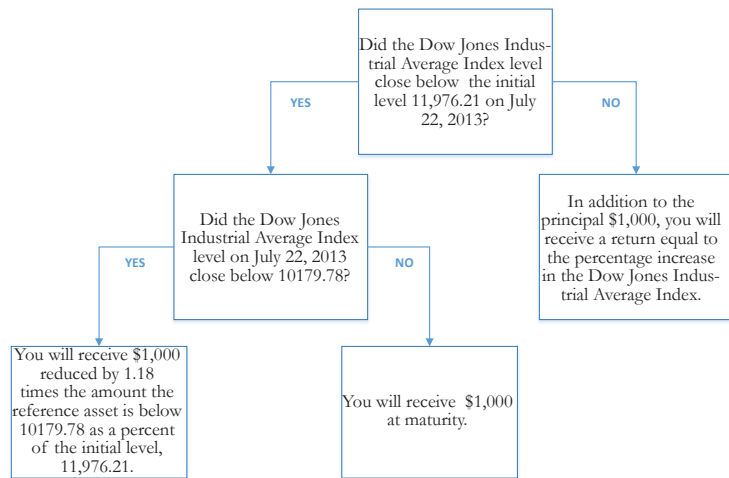 Did the Dow Jones Indus-
trial Average Index level
close below the initial
level 11,976.21 on July
22, 2013?
YES
NO
Did the Dow Jones
Industrial Average Index
level on July 22, 2013
close below 10179.78?
In addition to the
principal $1,000, you will
receive a return equal to
the percentage increase
in the Dow Jones Indus-
trial Average Index.
YES
NO
You will receive $1,000
reduced by 1.18
times the amount the
reference asset is below
10179.78 as a percent
of the initial level,
11,976.21.
You will receive $1,000
at maturity.